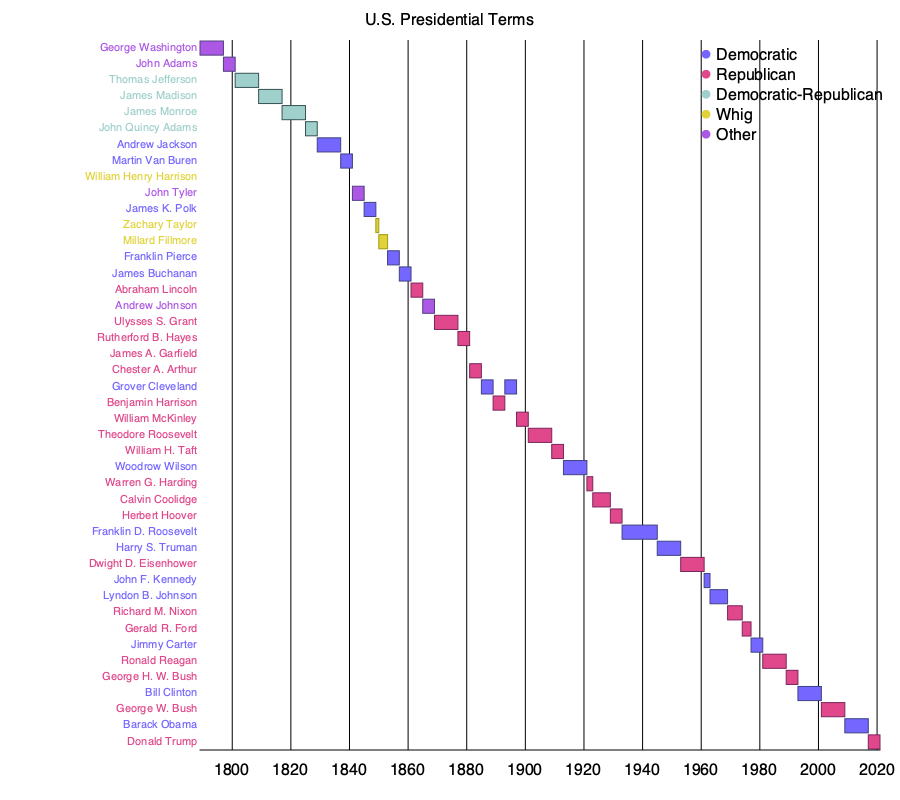 U.S. Presidential Terms
George Washington
John Adams
Thomas Jefferson
James Madison
James Monroe
John Quincy Adams
Andrew Jackson
Martin Van Buren
William Henry Harrison
John Tyler
James K. Polk
Zachary Taylor
Millard Fillmore
Franklin Pierce
James Buchanan
Abraham Lincoln
Andrew Johnson
Ulysses S. Grant
Rutherford B. Hayes
James A. Garfield
Chester A. Arthur
Grover Cleveland
Benjamin Harrison
William McKinley
Theodore Roosevelt
William H. Taft
Woodrow Wilson
Warren G. Harding
Calvin Coolidge
Herbert Hoover
Franklin D. Roosevelt
Harry S. Truman
Dwight D. Eisenhower
John F. Kennedy
Lyndon B. Johnson
Richard M. Nixon
Gerald R. Ford
Jimmy Carter
Ronald Reagan
George H. W. Bush
Bill Clinton
George W. Bush
Barack Obama
Donald Trump
Democratic
Republican
Democratic-Republican
Whig
Other
1800 1820 1840 1860 1880 1900 1920 1940 1960 1980 2000 2020